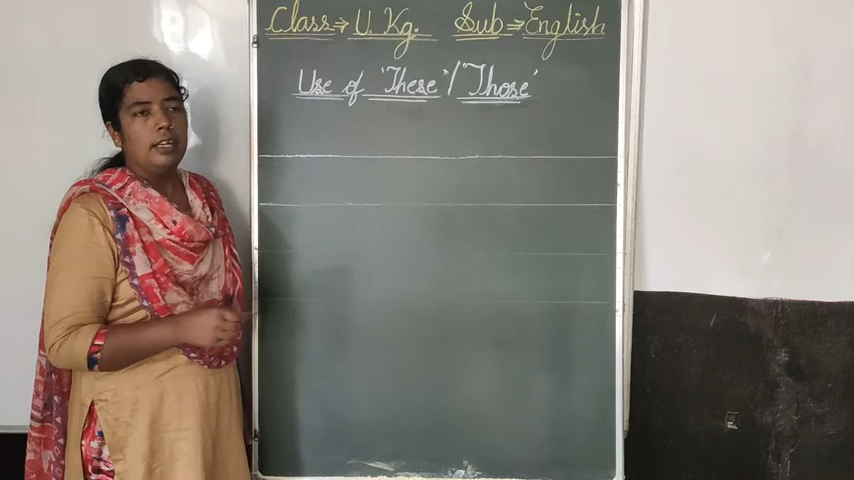 Class → U.Kg. Sub ⇒ English
Use of 'These'/'Those'